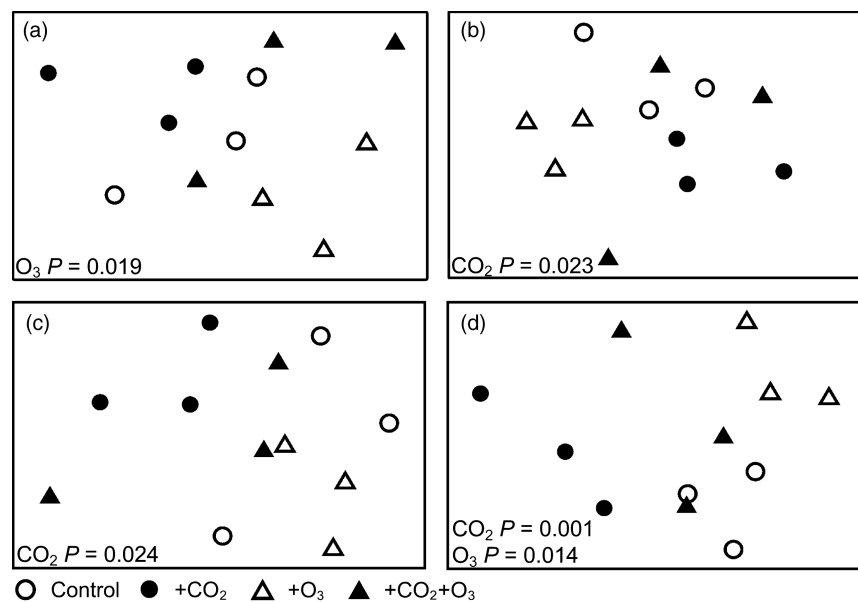 (a)
O₃ P = 0.019
(b)
CO₂ P = 0.023
(c)
CO₂ P = 0.024
(d)
CO₂ P = 0.001
O₃ P = 0.014
Control +CO₂ +O₃ +CO₂+O₃